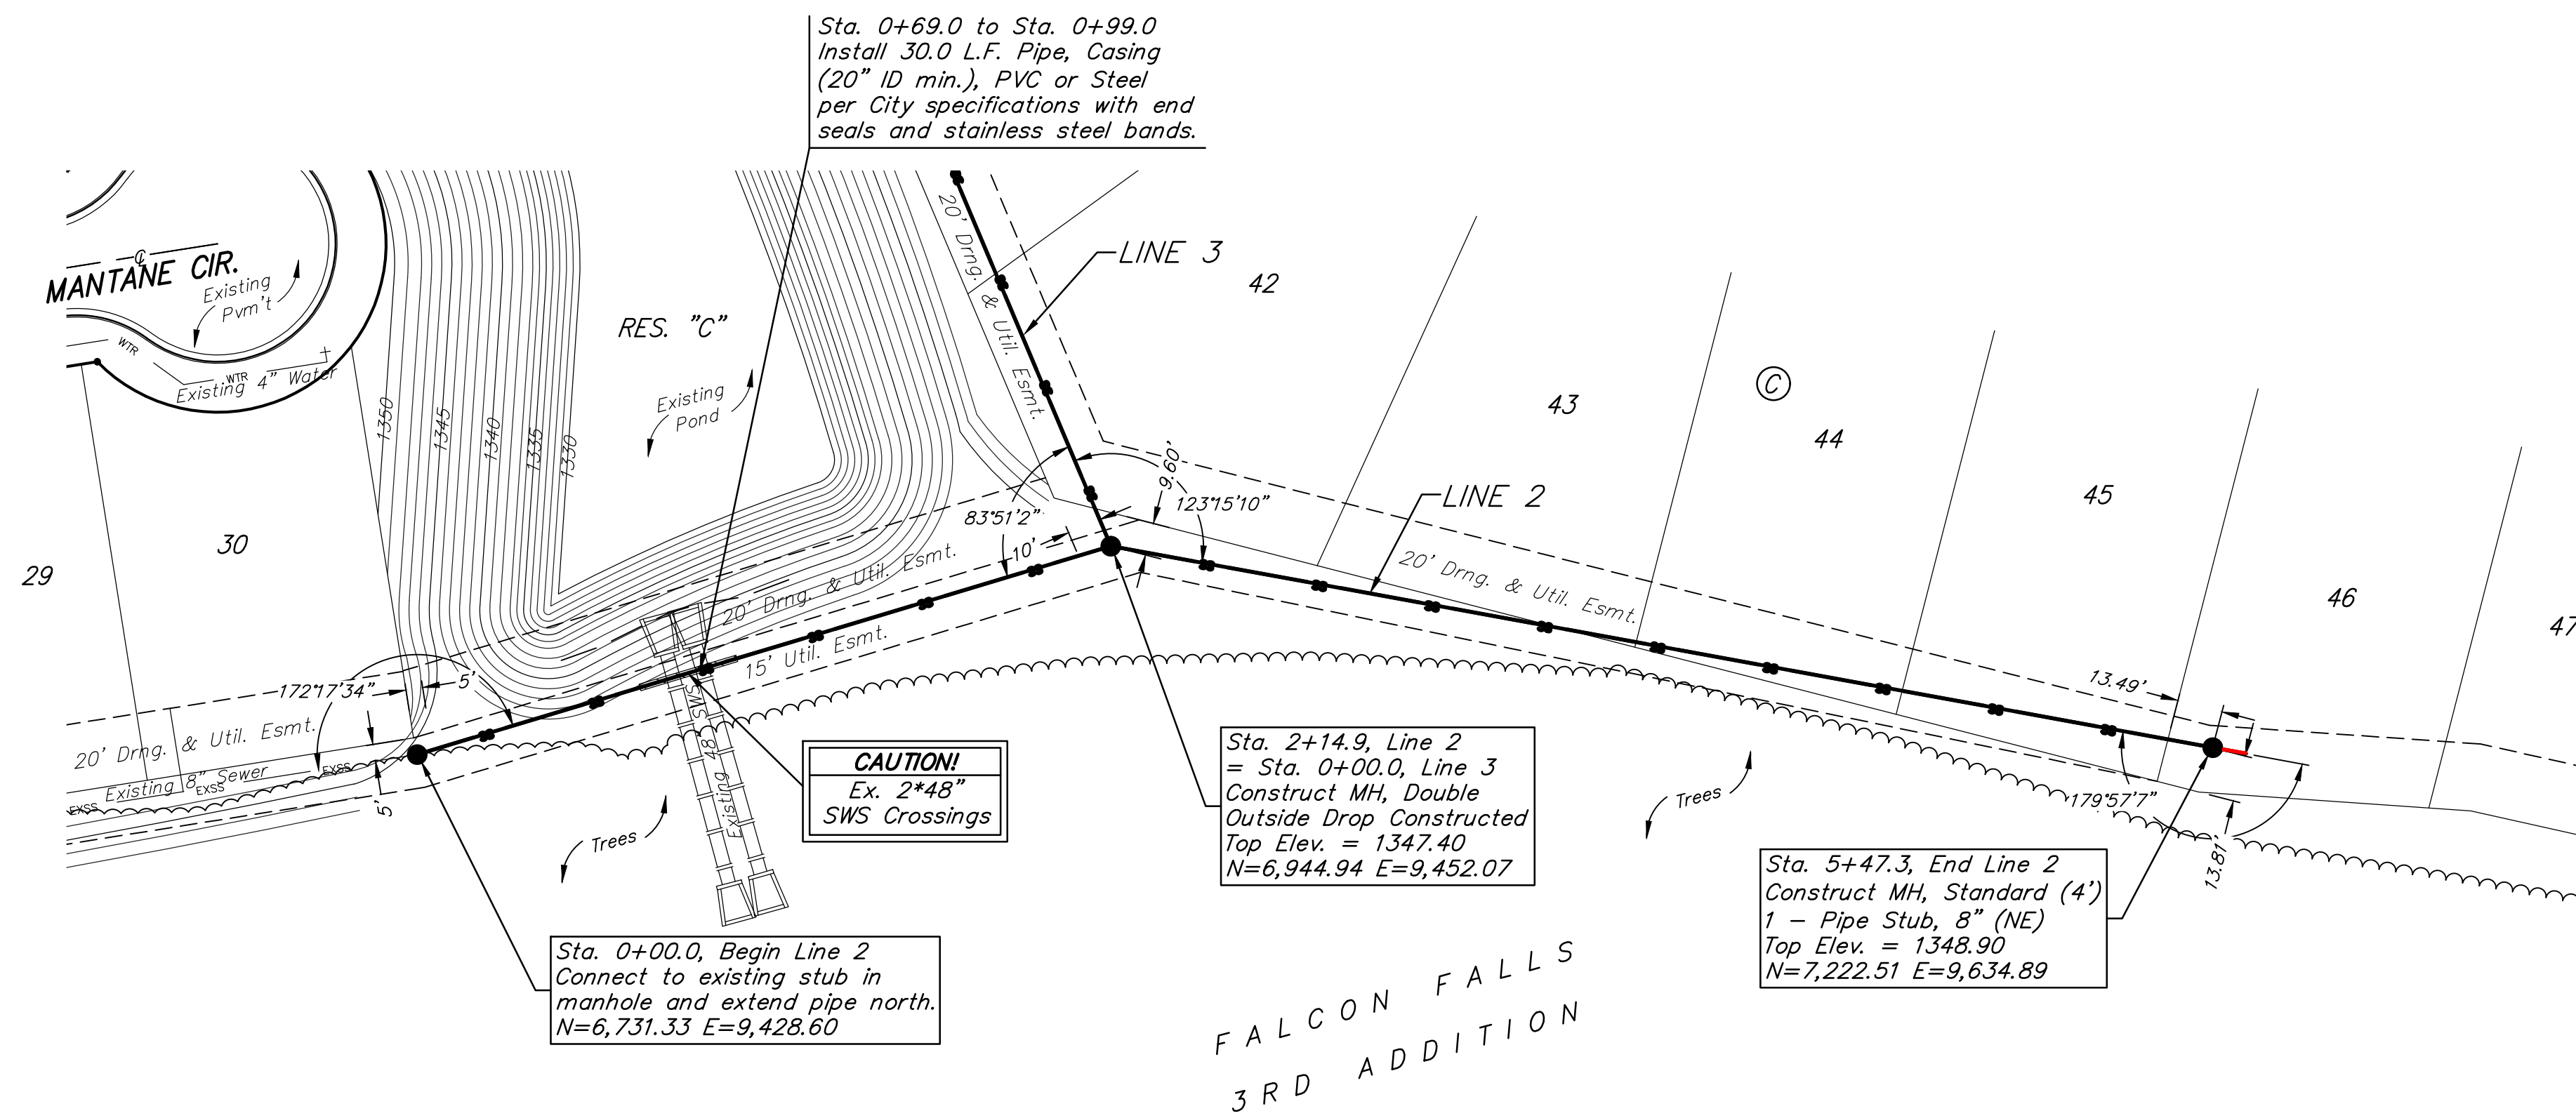 Sta. 0+69.0 to Sta. 0+99.0
Install 30.0 L.F. Pipe, Casing
(20" ID min.), PVC or Steel
per City specifications with end
seals and stainless steel bands.
MANTANE CIR.
Existing
Pvm't
WTR
WTR
Existing 4" Water
RES. "C"
Existing
Pond
1350
1345
1340
1335
1330
20' Drng. & Util. Esmt.
LINE 3
42
43
C
44
45
46
47
29
30
9.60'
83°51'2"
123°15'10"
10'
LINE 2
20' Drng. & Util. Esmt.
20' Drng. & Util. Esmt.
15' Util. Esmt.
172°17'34"
5'
20' Drng. & Util. Esmt.
Existing 8" Sewer
EXSS
EXSS
EXSS
5'
Existing 48" SWS
CAUTION!
Ex. 2*48"
SWS Crossings
Trees
Trees
13.49'
179°57'7"
13.81'
Sta. 2+14.9, Line 2
= Sta. 0+00.0, Line 3
Construct MH, Double
Outside Drop Constructed
Top Elev. = 1347.40
N=6,944.94 E=9,452.07
Sta. 5+47.3, End Line 2
Construct MH, Standard (4')
1 - Pipe Stub, 8" (NE)
Top Elev. = 1348.90
N=7,222.51 E=9,634.89
Sta. 0+00.0, Begin Line 2
Connect to existing stub in
manhole and extend pipe north.
N=6,731.33 E=9,428.60
FALCON FALLS
3RD ADDITION